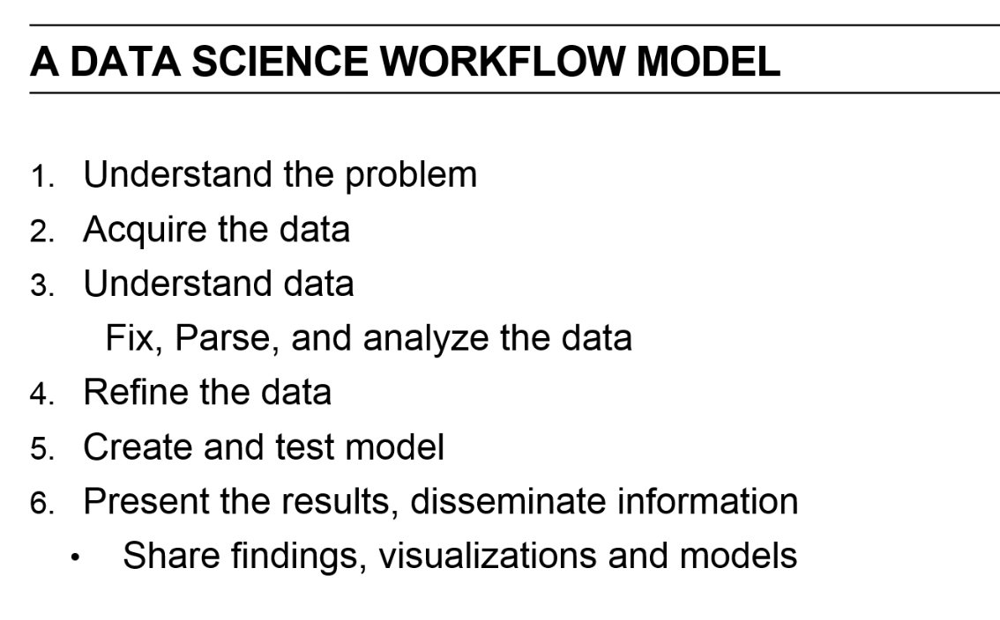 A DATA SCIENCE WORKFLOW MODEL
1. Understand the problem
2. Acquire the data
3. Understand data
Fix, Parse, and analyze the data
4. Refine the data
5. Create and test model
6. Present the results, disseminate information
• Share findings, visualizations and models